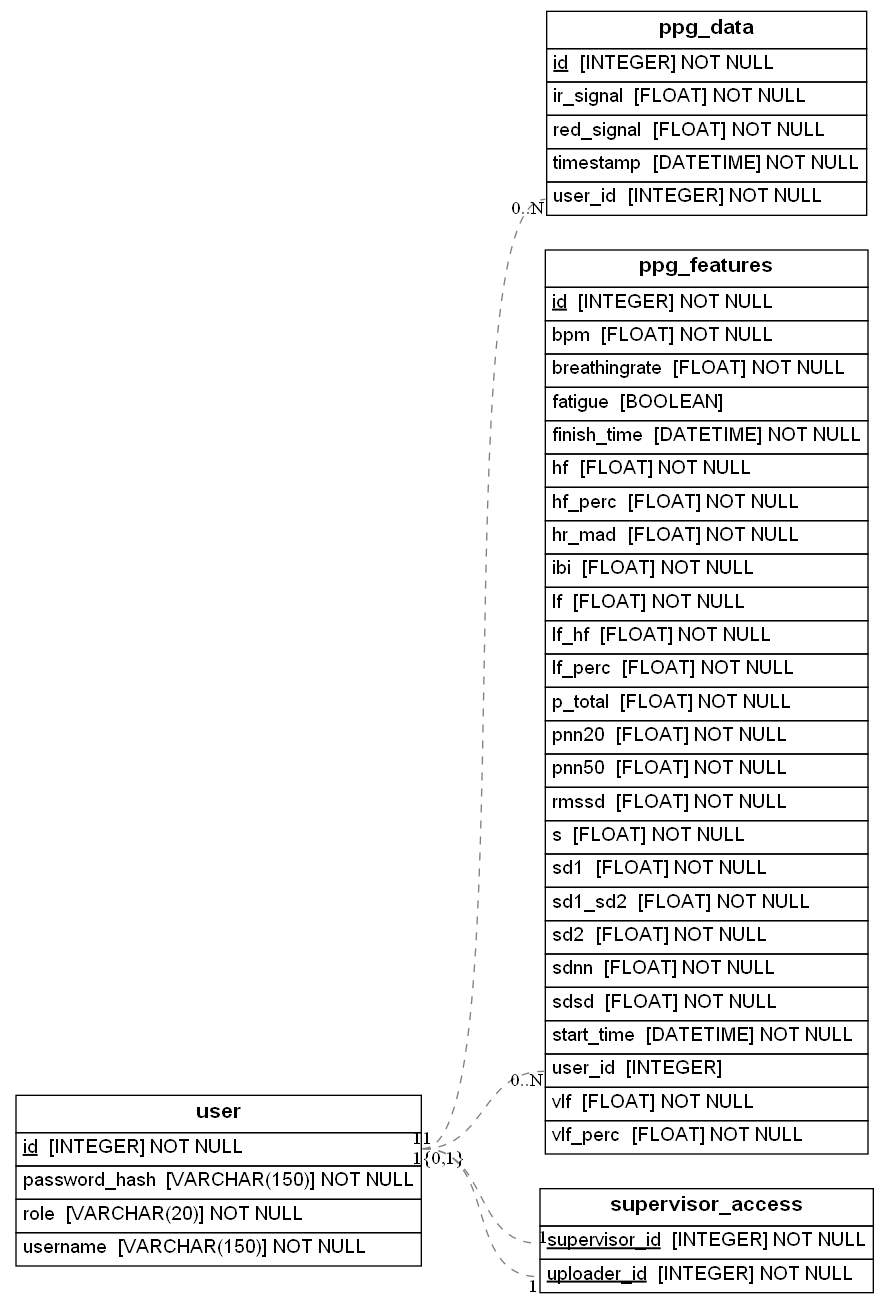 ppg_data
id [INTEGER] NOT NULL
ir_signal [FLOAT] NOT NULL
red_signal [FLOAT] NOT NULL
timestamp [DATETIME] NOT NULL
user_id [INTEGER] NOT NULL
0..N
ppg_features
id [INTEGER] NOT NULL
bpm [FLOAT] NOT NULL
breathingrate [FLOAT] NOT NULL
fatigue [BOOLEAN]
finish_time [DATETIME] NOT NULL
hf [FLOAT] NOT NULL
hf_perc [FLOAT] NOT NULL
hr_mad [FLOAT] NOT NULL
ibi [FLOAT] NOT NULL
lf [FLOAT] NOT NULL
lf_hf [FLOAT] NOT NULL
lf_perc [FLOAT] NOT NULL
p_total [FLOAT] NOT NULL
pnn20 [FLOAT] NOT NULL
pnn50 [FLOAT] NOT NULL
rmssd [FLOAT] NOT NULL
s [FLOAT] NOT NULL
sd1 [FLOAT] NOT NULL
sd1_sd2 [FLOAT] NOT NULL
sd2 [FLOAT] NOT NULL
sdnn [FLOAT] NOT NULL
sdsd [FLOAT] NOT NULL
start_time [DATETIME] NOT NULL
user_id [INTEGER]
0..N
vlf [FLOAT] NOT NULL
vlf_perc [FLOAT] NOT NULL
user
id [INTEGER] NOT NULL
11
1{0,1}
password_hash [VARCHAR(150)] NOT NULL
role [VARCHAR(20)] NOT NULL
username [VARCHAR(150)] NOT NULL
supervisor_access
1
supervisor_id [INTEGER] NOT NULL
uploader_id [INTEGER] NOT NULL
1